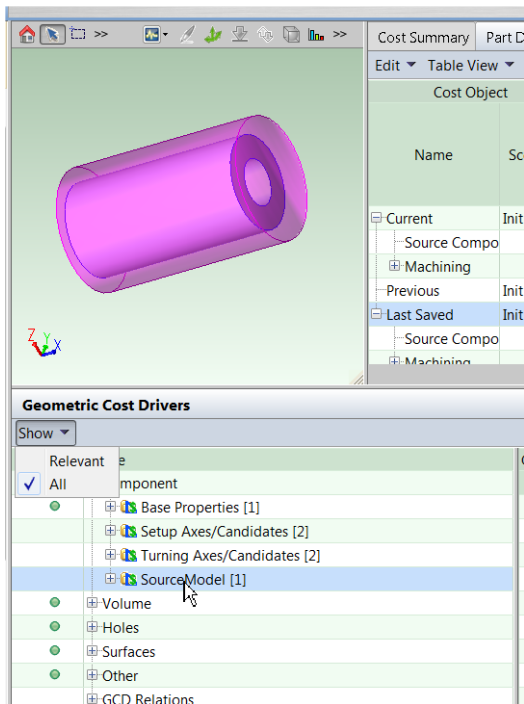 >>
>>
Cost Summary
Part D
Edit
Table View
Cost Object
Name
Sc
Current
Init
Source Compo
Machining
Previous
Init
Last Saved
Init
Source Compo
Machining
Z
Y
X
Geometric Cost Drivers
Show
Relevant
All
e
mponent
Base Properties [1]
Setup Axes/Candidates [2]
Turning Axes/Candidates [2]
SourceModel [1]
Volume
Holes
Surfaces
Other
GCD Relations